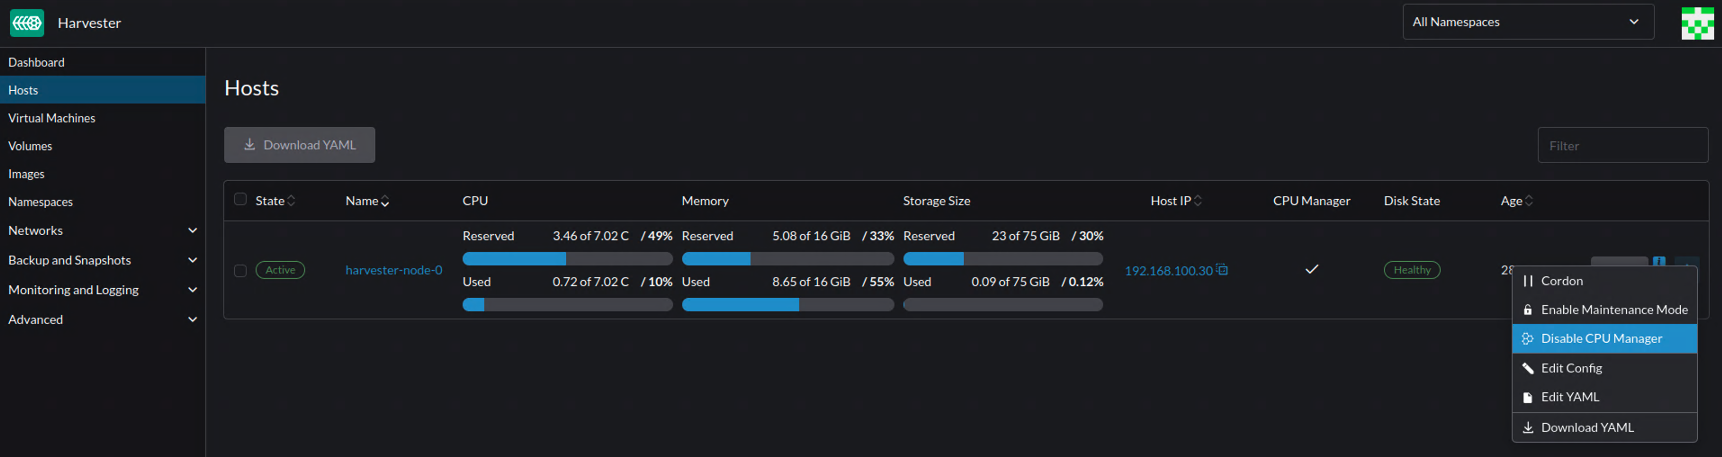 Harvester
All Namespaces
Dashboard
Hosts
Virtual Machines
Volumes
Images
Namespaces
Networks
Backup and Snapshots
Monitoring and Logging
Advanced
Hosts
Download YAML
Filter
State Name CPU Memory Storage Size Host IP CPU Manager Disk State Age
Reserved 3.46 of 7.02 C / 49% Reserved 5.08 of 16 GiB / 33% Reserved 23 of 75 GiB / 30%
Active harvester-node-0 192.168.100.30 Healthy 28
Used 0.72 of 7.02 C / 10% Used 8.65 of 16 GiB / 55% Used 0.09 of 75 GiB / 0.12%
Cordon
Enable Maintenance Mode
Disable CPU Manager
Edit Config
Edit YAML
Download YAML